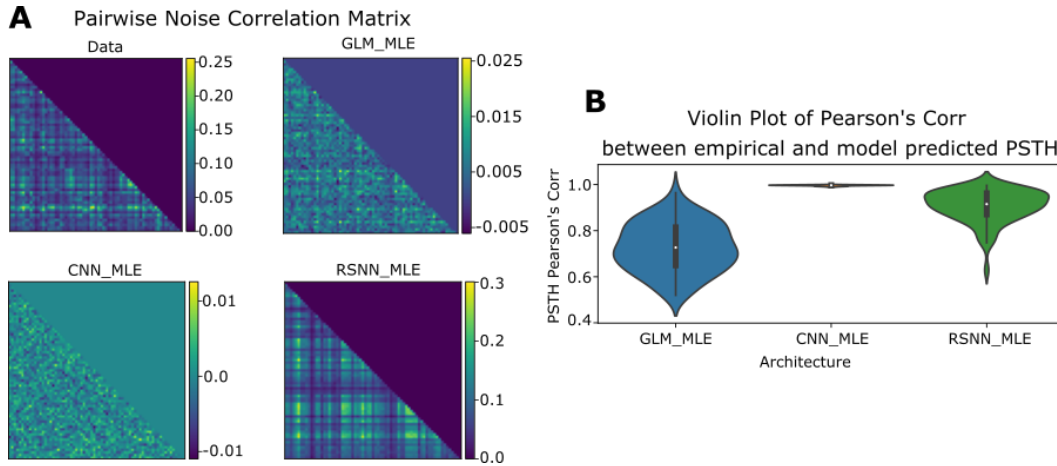 A
Pairwise Noise Correlation Matrix
Data
0.25
0.20
0.15
0.10
0.05
0.00
GLM_MLE
0.025
0.015
0.005
-0.005
CNN_MLE
0.01
0.0
-0.01
RSNN_MLE
0.3
0.2
0.1
0.0
B
Violin Plot of Pearson's Corr
between empirical and model predicted PSTH
PSTH Pearson's Corr
1.0
0.8
0.6
0.4
GLM_MLE
CNN_MLE
RSNN_MLE
Architecture